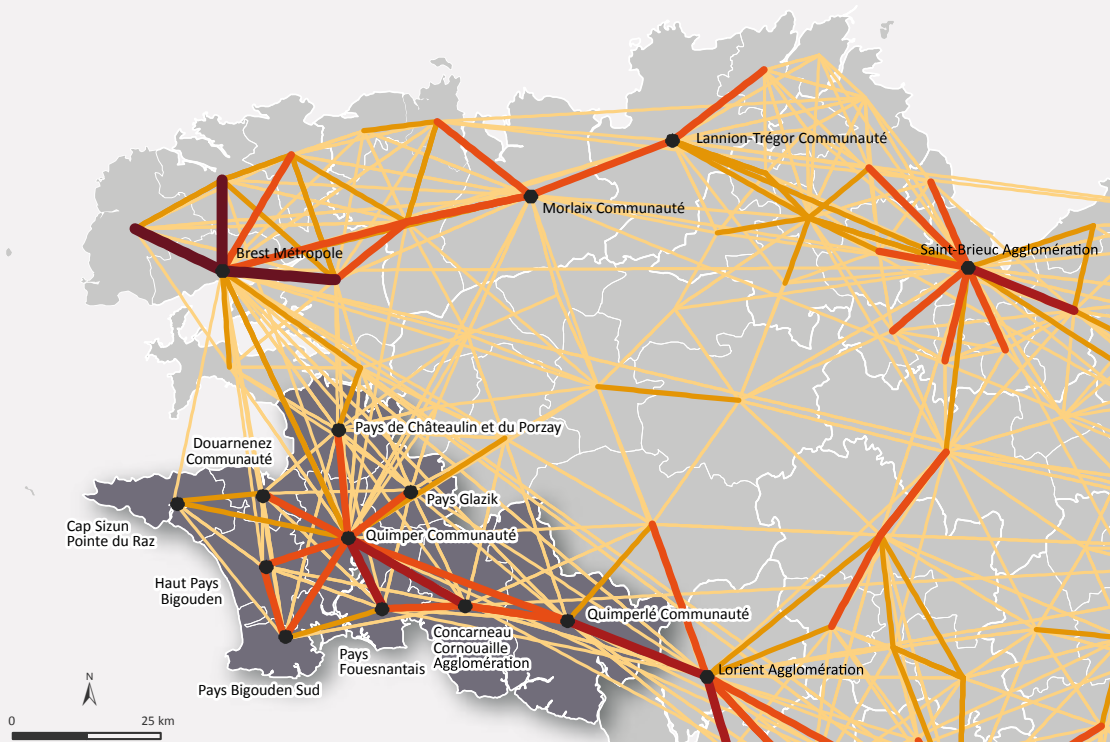 Lannion-Trégor Communauté
Morlaix Communauté
Brest Métropole
Saint-Brieuc Agglomération
Pays de Châteaulin et du Porzay
Douarnenez
Communauté
Pays Glazik
Cap Sizun
Pointe du Raz
Quimper Communauté
Haut Pays
Bigouden
Quimperlé Communauté
Concarneau
Cornouaille
Agglomération
Pays
Fouesnantais
Lorient Agglomération
Pays Bigouden Sud
N
0 25 km